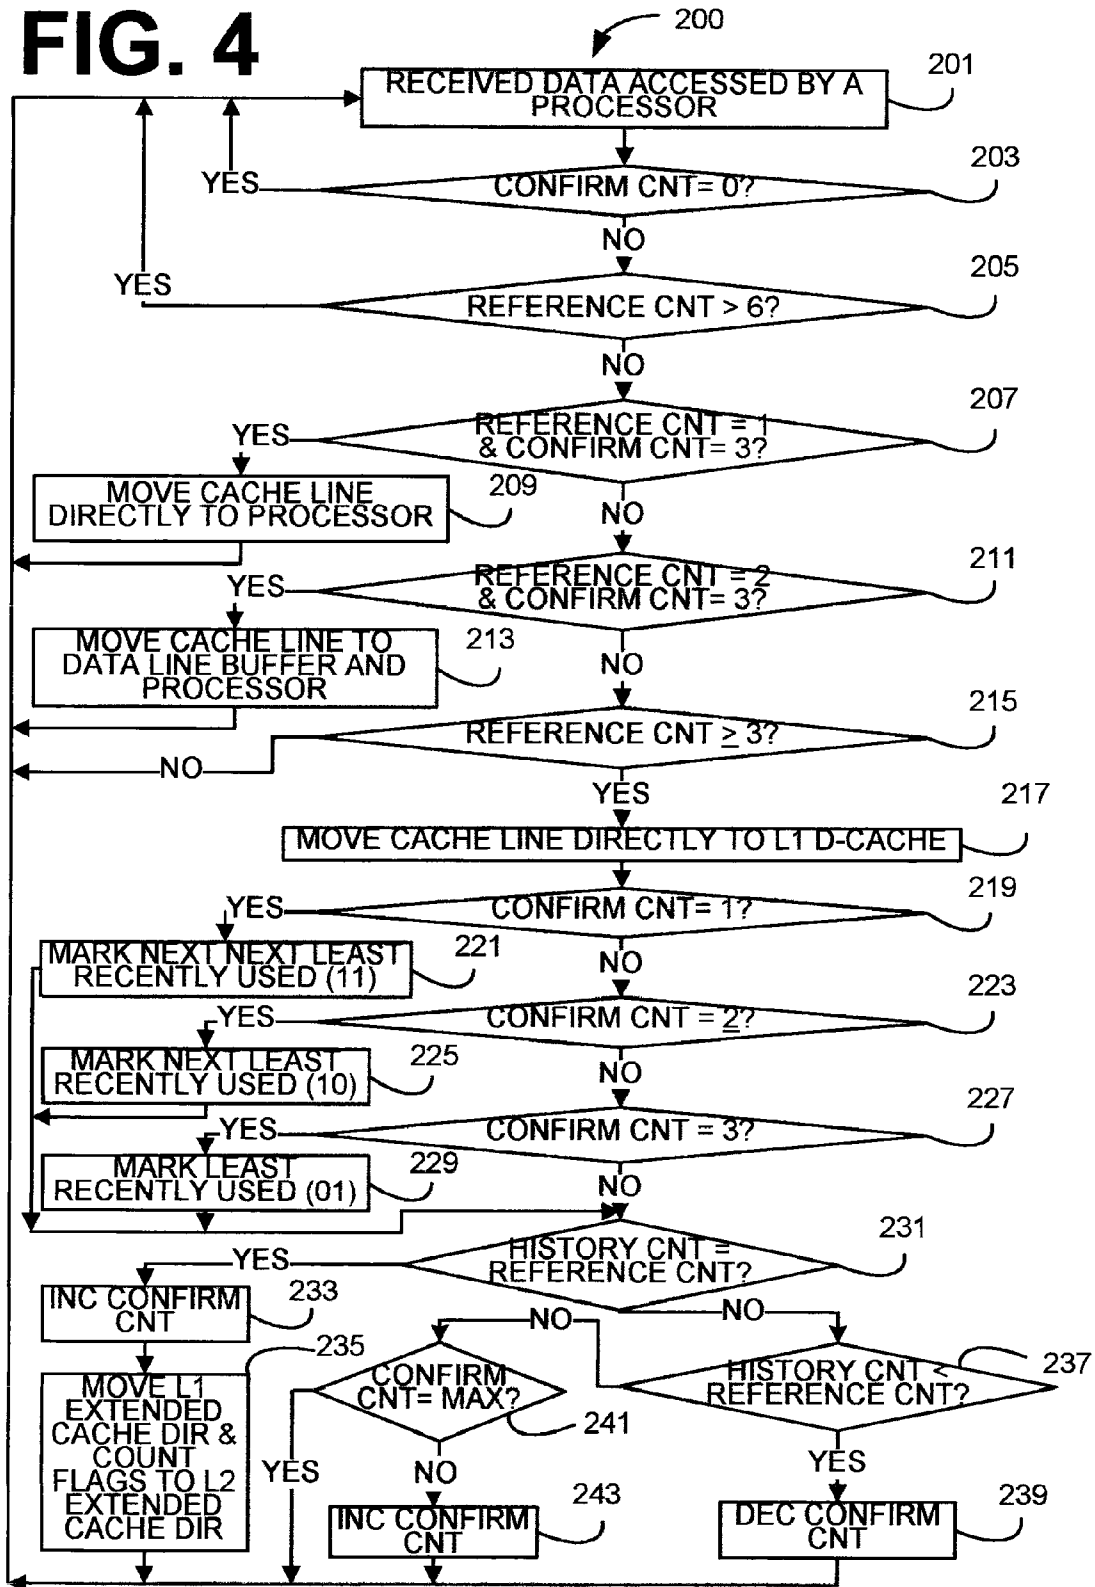 FIG. 4
200
RECEIVED DATA ACCESSED BY A
PROCESSOR
201
CONFIRM CNT= 0?
203
YES
NO
REFERENCE CNT > 6?
205
YES
NO
REFERENCE CNT = 1
& CONFIRM CNT= 3?
207
YES
MOVE CACHE LINE
DIRECTLY TO PROCESSOR
209
NO
REFERENCE CNT = 2
& CONFIRM CNT= 3?
211
YES
MOVE CACHE LINE TO
DATA LINE BUFFER AND
PROCESSOR
213
NO
REFERENCE CNT ≥ 3?
215
NO
YES
MOVE CACHE LINE DIRECTLY TO L1 D-CACHE
217
CONFIRM CNT= 1?
219
YES
MARK NEXT NEXT LEAST
RECENTLY USED (11)
221
NO
CONFIRM CNT = 2?
223
YES
MARK NEXT LEAST
RECENTLY USED (10)
225
NO
CONFIRM CNT = 3?
227
YES
MARK LEAST
RECENTLY USED (01)
229
NO
HISTORY CNT =
REFERENCE CNT?
231
YES
INC CONFIRM
CNT
233
MOVE L1
EXTENDED
CACHE DIR &
COUNT
FLAGS TO L2
EXTENDED
CACHE DIR
235
NO
HISTORY CNT <
REFERENCE CNT?
237
NO
CONFIRM
CNT= MAX?
241
YES
NO
INC CONFIRM
CNT
243
YES
DEC CONFIRM
CNT
239